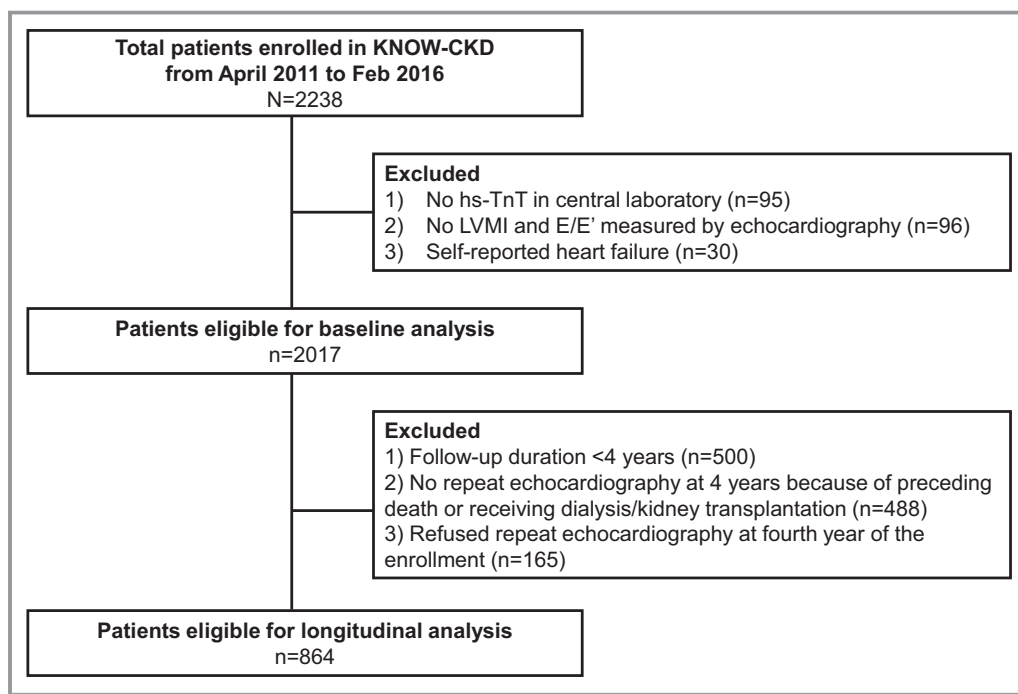 Total patients enrolled in KNOW-CKD
from April 2011 to Feb 2016
N=2238
Excluded
1) No hs-TnT in central laboratory (n=95)
2) No LVMI and E/E’ measured by echocardiography (n=96)
3) Self-reported heart failure (n=30)
Patients eligible for baseline analysis
n=2017
Excluded
1) Follow-up duration <4 years (n=500)
2) No repeat echocardiography at 4 years because of preceding
death or receiving dialysis/kidney transplantation (n=488)
3) Refused repeat echocardiography at fourth year of the
enrollment (n=165)
Patients eligible for longitudinal analysis
n=864